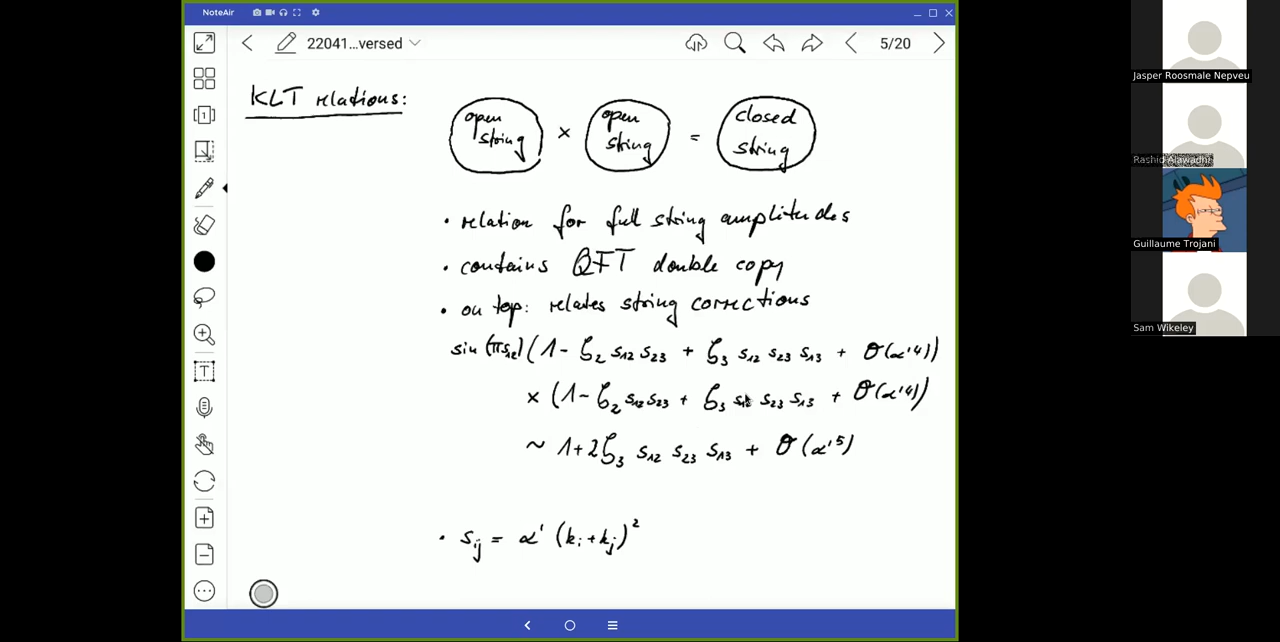 NoteAir
22041...versed
5/20
KLT relations:
open string × open string = closed string
• relation for full string amplitudes
• contains QFT double copy
• on top: relates string corrections
sin(πs₁₂)(1 - ζ₂ s₁₂ s₂₃ + ζ₃ s₁₂ s₂₃ s₁₃ + O(α'⁴))
× (1 - ζ₂ s₁₂ s₂₃ + ζ₃ s₁₂ s₂₃ s₁₃ + O(α'⁴))
~ 1 + 2ζ₃ s₁₂ s₂₃ s₁₃ + O(α'⁵)
• sᵢⱼ = α' (kᵢ + kⱼ)²
Jasper Roosmale Nepveu
Rashid Alawadhi
Guillaume Trojani
Sam Wikeley